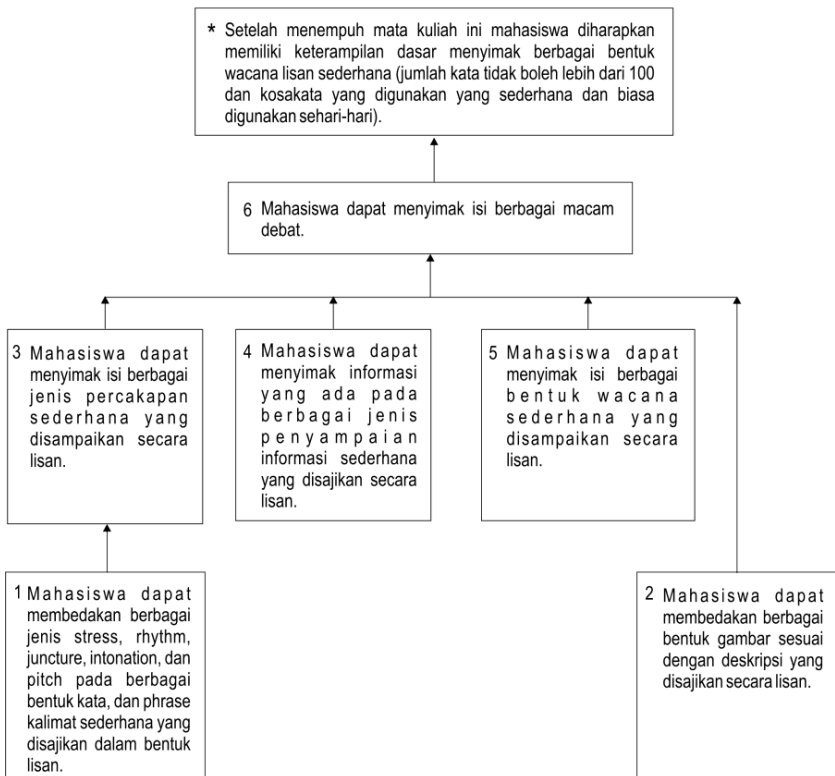 * Setelah menempuh mata kuliah ini mahasiswa diharapkan
memiliki keterampilan dasar menyimak berbagai bentuk
wacana lisan sederhana (jumlah kata tidak boleh lebih dari 100
dan kosakata yang digunakan yang sederhana dan biasa
digunakan sehari-hari).
6 Mahasiswa dapat menyimak isi berbagai macam
debat.
3 Mahasiswa dapat
menyimak isi berbagai
jenis percakapan
sederhana yang
disampaikan secara
lisan.
4 Mahasiswa dapat
menyimak informasi
yang ada pada
berbagai jenis
penyampaian
informasi sederhana
yang disajikan secara
lisan.
5 Mahasiswa dapat
menyimak isi berbagai
bentuk wacana
sederhana yang
disampaikan secara
lisan.
1 Mahasiswa dapat
membedakan berbagai
jenis stress, rhythm,
juncture, intonation, dan
pitch pada berbagai
bentuk kata, dan phrase
kalimat sederhana yang
disajikan dalam bentuk
lisan.
2 Mahasiswa dapat
membedakan berbagai
bentuk gambar sesuai
dengan deskripsi yang
disajikan secara lisan.